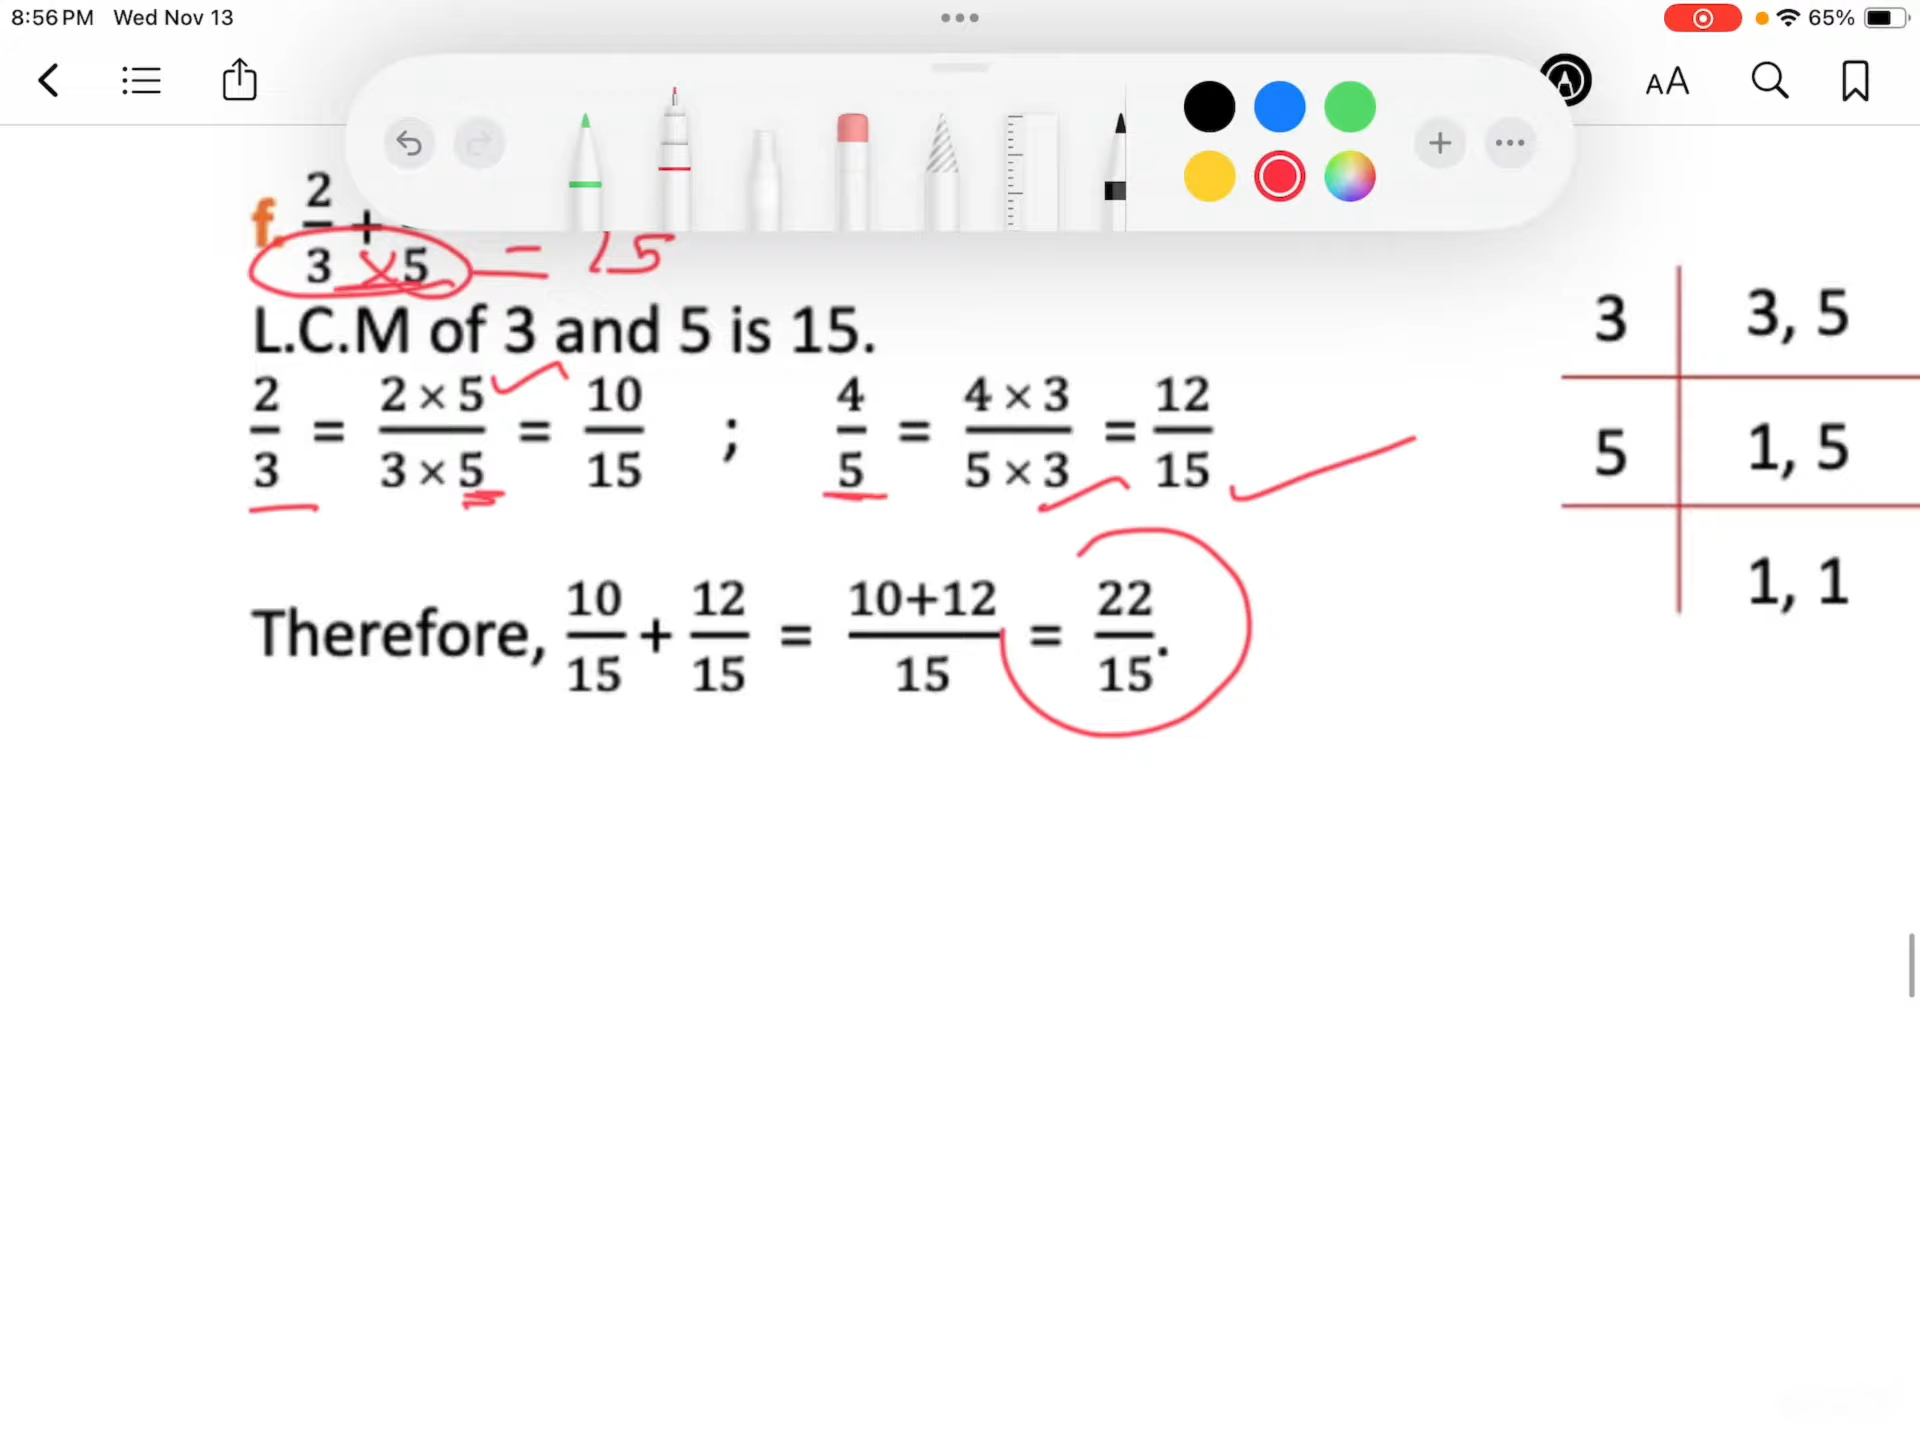 8:56 PM Wed Nov 13
65%
AA
f. 2/3 +
3 × 5 = 15
L.C.M of 3 and 5 is 15.
2/3 = (2 × 5)/(3 × 5) = 10/15 ; 4/5 = (4 × 3)/(5 × 3) = 12/15
Therefore, 10/15 + 12/15 = (10+12)/15 = 22/15.
3 | 3, 5
5 | 1, 5
1, 1